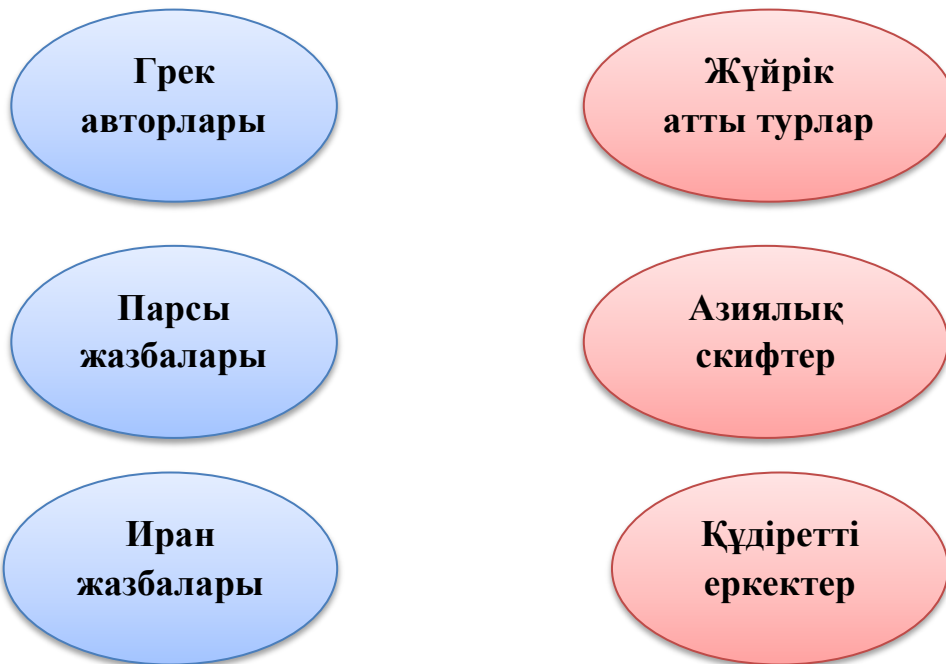 Грек
авторлары
Жүйрік
атты турлар
Парсы
жазбалары
Азиялық
скифтер
Иран
жазбалары
Құдіретті
еркектер